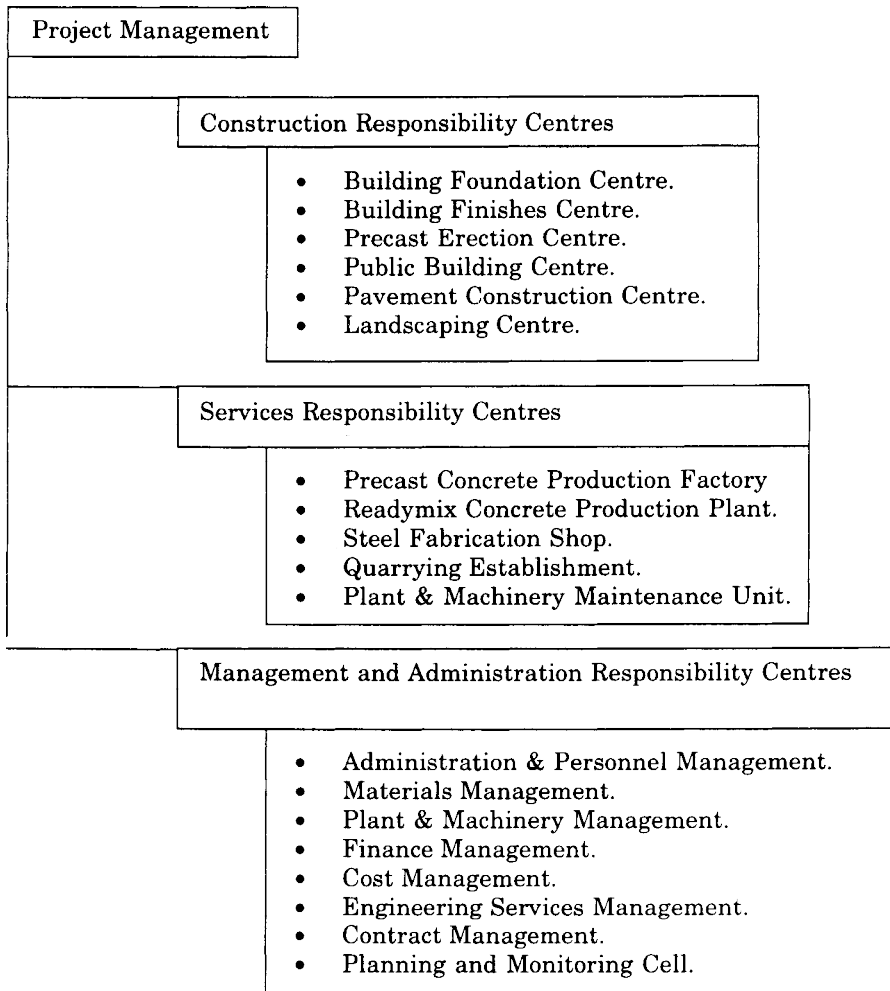 Project Management
Construction Responsibility Centres
• Building Foundation Centre.
• Building Finishes Centre.
• Precast Erection Centre.
• Public Building Centre.
• Pavement Construction Centre.
• Landscaping Centre.
Services Responsibility Centres
• Precast Concrete Production Factory
• Readymix Concrete Production Plant.
• Steel Fabrication Shop.
• Quarrying Establishment.
• Plant & Machinery Maintenance Unit.
Management and Administration Responsibility Centres
• Administration & Personnel Management.
• Materials Management.
• Plant & Machinery Management.
• Finance Management.
• Cost Management.
• Engineering Services Management.
• Contract Management.
• Planning and Monitoring Cell.